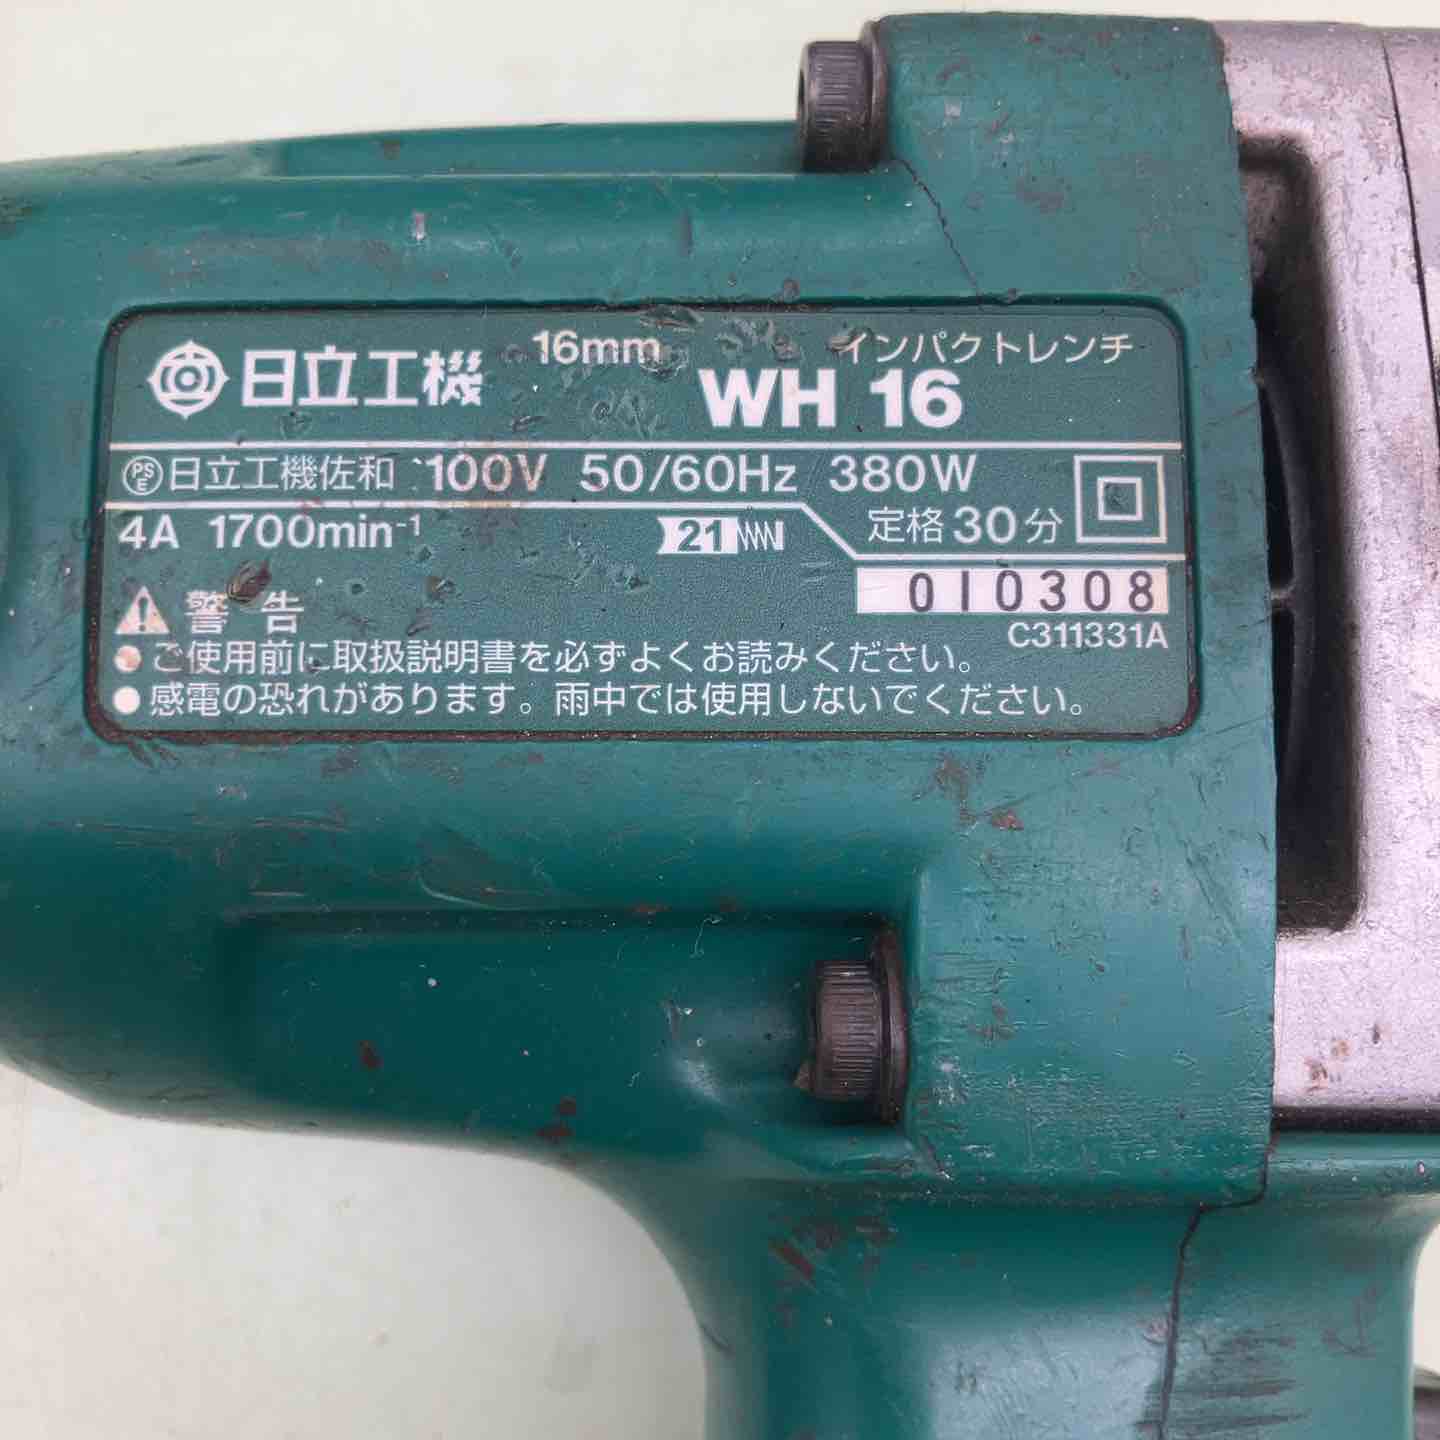 日立工機 16mm インパクトレンチ
WH 16
PS E 日立工機佐和 100V 50/60Hz 380W
4A 1700min⁻¹ 21 定格30分
010308
C311331A
警告
● ご使用前に取扱説明書を必ずよくお読みください。
● 感電の恐れがあります。雨中では使用しないでください。